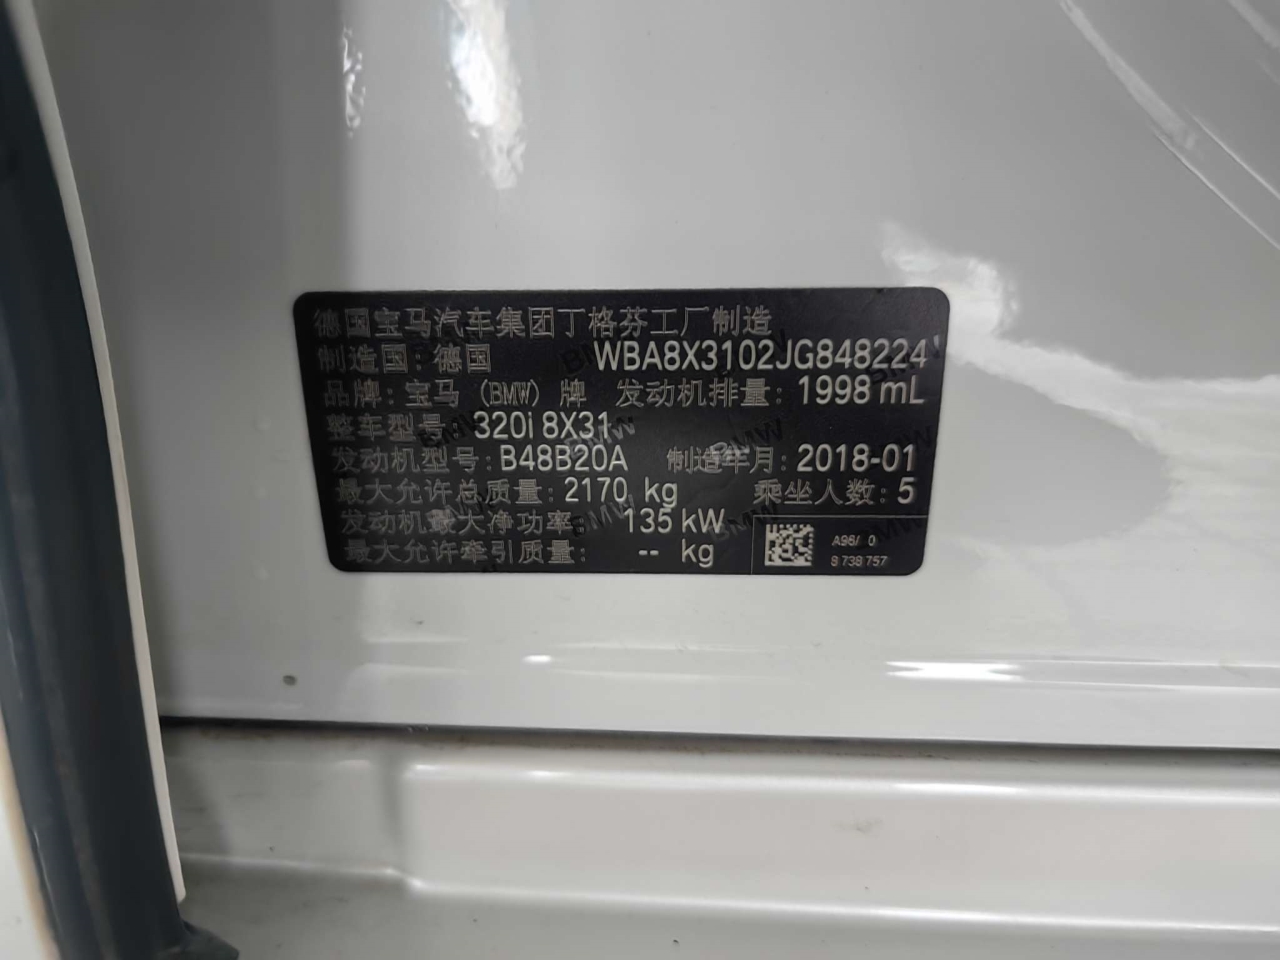 德国宝马汽车集团丁格芬工厂制造
制造国: 德国 WBA8X3102JG848224
品牌: 宝马 (BMW) 牌 发动机排量: 1998 mL
整车型号: 320i 8X31
发动机型号: B48B20A 制造年月: 2018-01
最大允许总质量: 2170 kg 乘坐人数: 5
发动机最大净功率: 135 kW
最大允许牵引质量: -- kg
A96/ 0
8 738 757